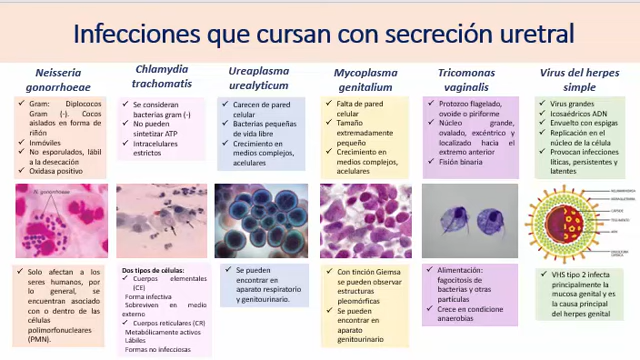 Infecciones que cursan con secreción uretral
Neisseria
gonorrhoeae
✓ Gram: Diplococos
Gram (-). Cocos
aislados en forma de
riñón
✓ Inmóviles
✓ No esporulados, lábil
a la desecación
✓ Oxidasa positivo
N. gonorrhoeae
✓ Solo afectan a los
seres humanos, por
lo general, se
encuentran asociado
con o dentro de las
células
polimorfonucleares
(PMN).
Chlamydia
trachomatis
✓ Se consideran
bacterias gram (-)
✓ No pueden
sintetizar ATP
✓ Intracelulares
estrictos
Dos tipos de células:
✓ Cuerpos elementales
(CE)
Forma infectiva
Sobreviven en medio
externo
✓ Cuerpos reticulares (CR)
Metabólicamente activos
Lábiles
Formas no infecciosas
Ureaplasma
urealyticum
✓ Carecen de pared
celular
✓ Bacterias pequeñas
de vida libre
✓ Crecimiento en
medios complejos,
acelulares
✓ Se pueden
encontrar en
aparato respiratorio
y genitourinario.
Mycoplasma
genitalium
✓ Falta de pared
celular
✓ Tamaño
extremadamente
pequeño
✓ Crecimiento en
medios complejos,
acelulares
✓ Con tinción Giemsa
se pueden observar
estructuras
pleomórficas
✓ Se pueden
encontrar en
aparato
genitourinario
Tricomonas
vaginalis
✓ Protozoo flagelado,
ovoide o piriforme
✓ Núcleo grande,
ovalado, excéntrico y
localizado hacia el
extremo anterior
✓ Fisión binaria
✓ Alimentación:
fagocitosis de
bacterias y otras
partículas
✓ Crece en condicione
anaerobias
Virus del herpes
simple
✓ Virus grandes
✓ Icosaédricos ADN
✓ Envuelto con espigas
✓ Replicación en el
núcleo de la célula
✓ Provocan infecciones
líticas, persistentes y
latentes
✓ VHS tipo 2 infecta
principalmente la
mucosa genital y es
la causa principal
del herpes genital